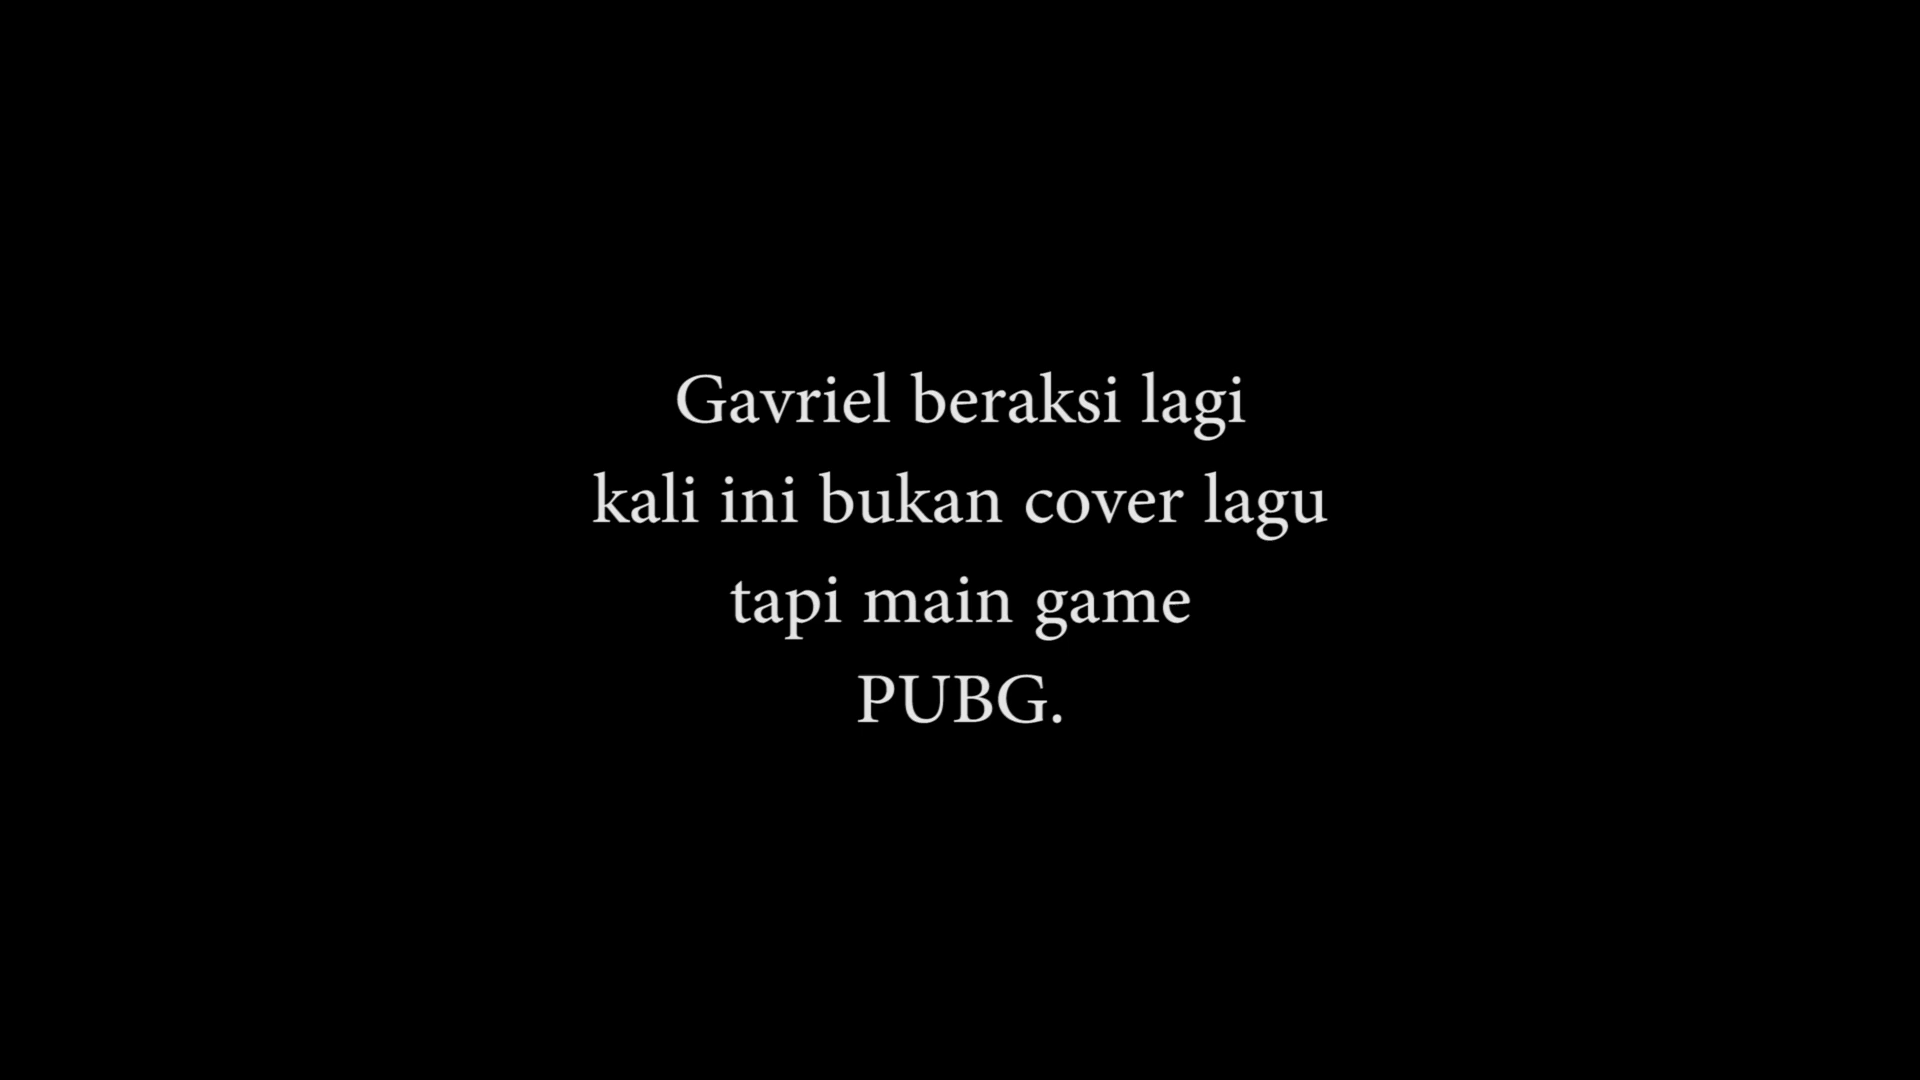 Gavriel beraksi lagi
kali ini bukan cover lagu
tapi main game
PUBG.